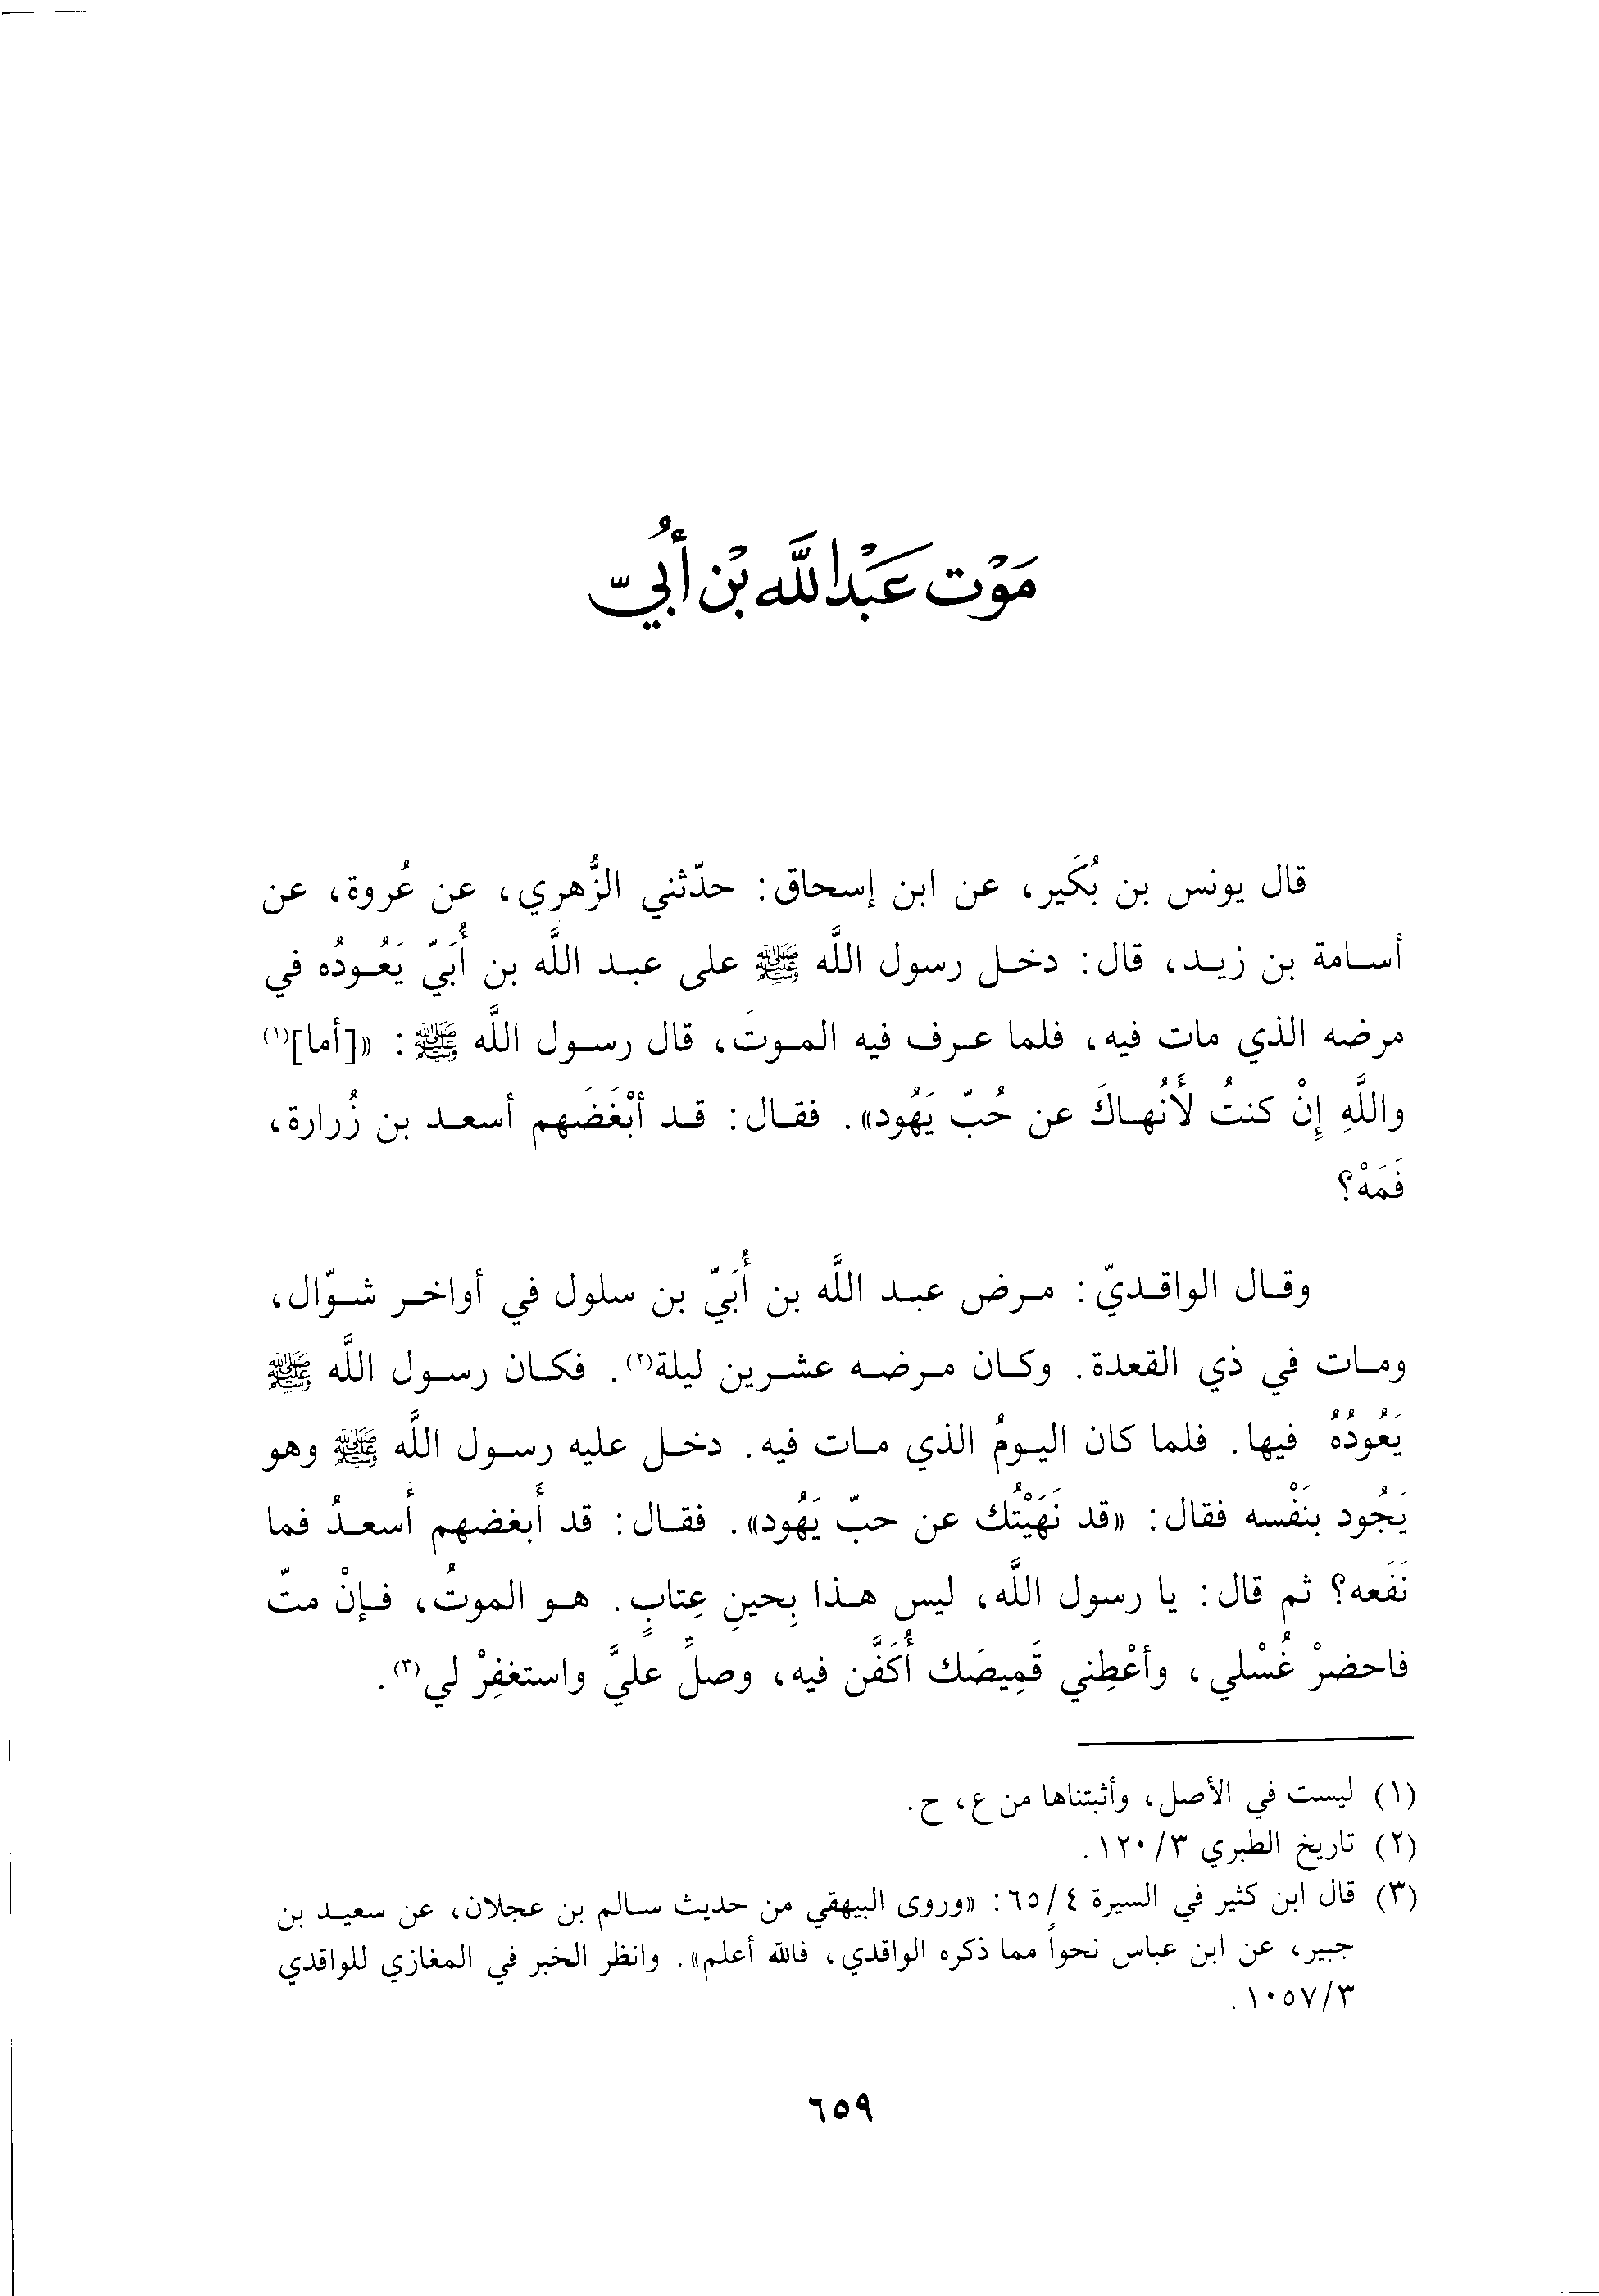 مَوْت عَبْد اللَّه بْن أُبيّ
قال يونس بن بُكَير، عن ابن إسحاق: حدّثني الزُّهري، عن عُروة، عن
أسامة بن زيد، قال: دخل رسول اللَّه ﷺ على عبد اللَّه بن أُبَيّ يَعُودُه في
مرضه الذي مات فيه، فلما عرف فيه الموتَ، قال رسول اللَّه ﷺ: «[أما](١)
واللَّهِ إِنْ كنتُ لأَنُهاكَ عن حُبّ يَهُود». فقال: قد أبْغَضَهم أسعد بن زُرارة،
فَمَهْ؟
وقال الواقديّ: مرض عبد اللَّه بن أُبَيّ بن سلول في أواخر شوّال،
ومات في ذي القعدة. وكان مرضه عشرين ليلة(٢). فكان رسول اللَّه ﷺ
يَعُودُهُ فيها. فلما كان اليومُ الذي مات فيه. دخل عليه رسول اللَّه ﷺ وهو
يَجُود بنَفْسه فقال: «قد نَهَيْتُك عن حبّ يَهُود». فقال: قد أَبغضهم أَسعدُ فما
نَفَعه؟ ثم قال: يا رسول اللَّه، ليس هذا بِحينِ عِتابٍ. هو الموتُ، فإنْ متّ
فاحضرْ غُسْلي، وأعْطِني قَمِيصَك أُكَفَّن فيه، وصلِّ عليَّ واستغفِرْ لي(٣).
(١) ليست في الأصل، وأثبتناها من ع، ح.
(٢) تاريخ الطبري ٣/ ١٢٠.
(٣) قال ابن كثير في السيرة ٤/ ٦٥: «وروى البيهقي من حديث سالم بن عجلان، عن سعيد بن
جبير، عن ابن عباس نحواً مما ذكره الواقدي، فالله أعلم». وانظر الخبر في المغازي للواقدي
٣/ ١٠٥٧.
٦٥٩